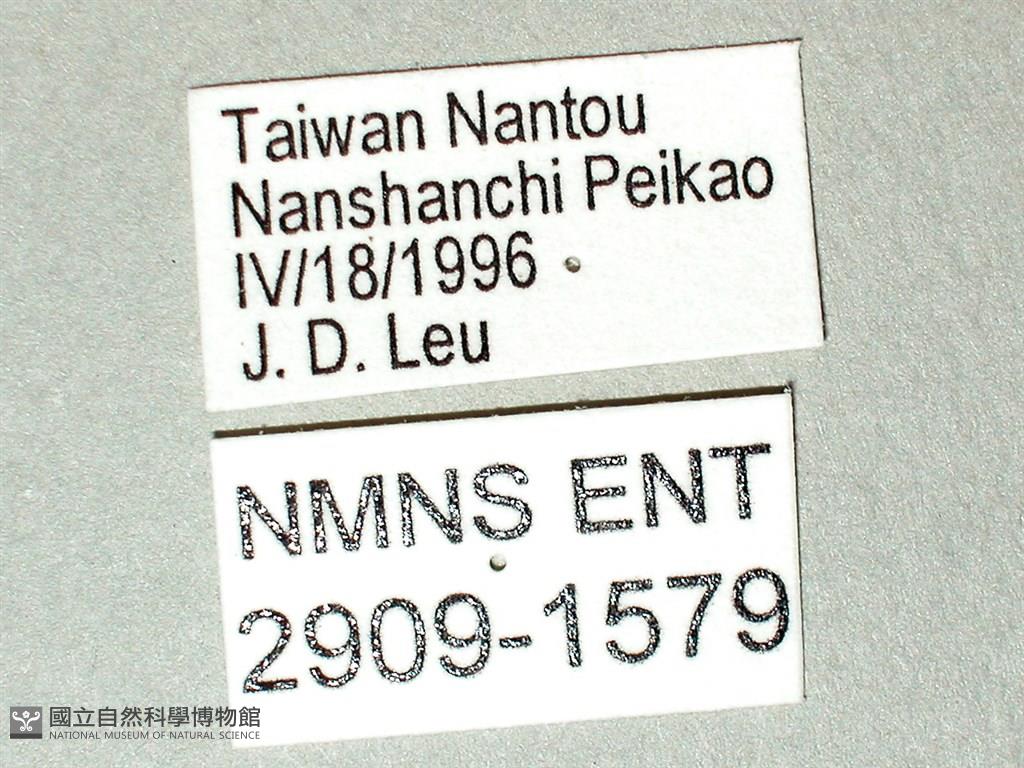 Taiwan Nantou
Nanshanchi Peikao
IV/18/1996
J. D. Leu
NMNS ENT
2909-1579
國立自然科學博物館
NATIONAL MUSEUM OF NATURAL SCIENCE